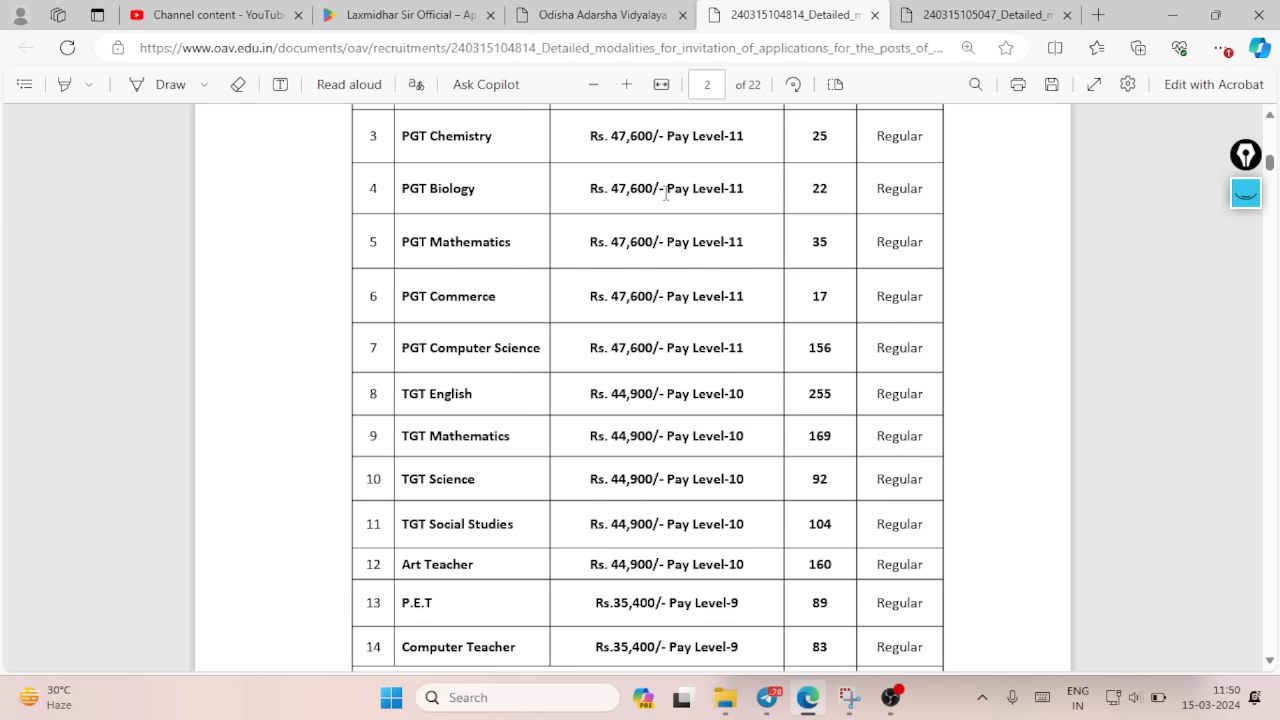 Channel content - YouTub
Laxmidhar Sir Official – Ap
Odisha Adarsha Vidyalaya
240315104814_Detailed_m
240315105047_Detailed_m
https://www.oav.edu.in/documents/oav/recruitments/240315104814_Detailed_modalities_for_invitation_of_applications_for_the_posts_of_...
Draw Read aloud Ask Copilot 2 of 22 Edit with Acrobat
3 PGT Chemistry Rs. 47,600/- Pay Level-11 25 Regular
4 PGT Biology Rs. 47,600/- Pay Level-11 22 Regular
5 PGT Mathematics Rs. 47,600/- Pay Level-11 35 Regular
6 PGT Commerce Rs. 47,600/- Pay Level-11 17 Regular
7 PGT Computer Science Rs. 47,600/- Pay Level-11 156 Regular
8 TGT English Rs. 44,900/- Pay Level-10 255 Regular
9 TGT Mathematics Rs. 44,900/- Pay Level-10 169 Regular
10 TGT Science Rs. 44,900/- Pay Level-10 92 Regular
11 TGT Social Studies Rs. 44,900/- Pay Level-10 104 Regular
12 Art Teacher Rs. 44,900/- Pay Level-10 160 Regular
13 P.E.T Rs.35,400/- Pay Level-9 89 Regular
14 Computer Teacher Rs.35,400/- Pay Level-9 83 Regular
30°C
Haze
Search
PRE
.78
ENG
IN
11:50
15-03-2024